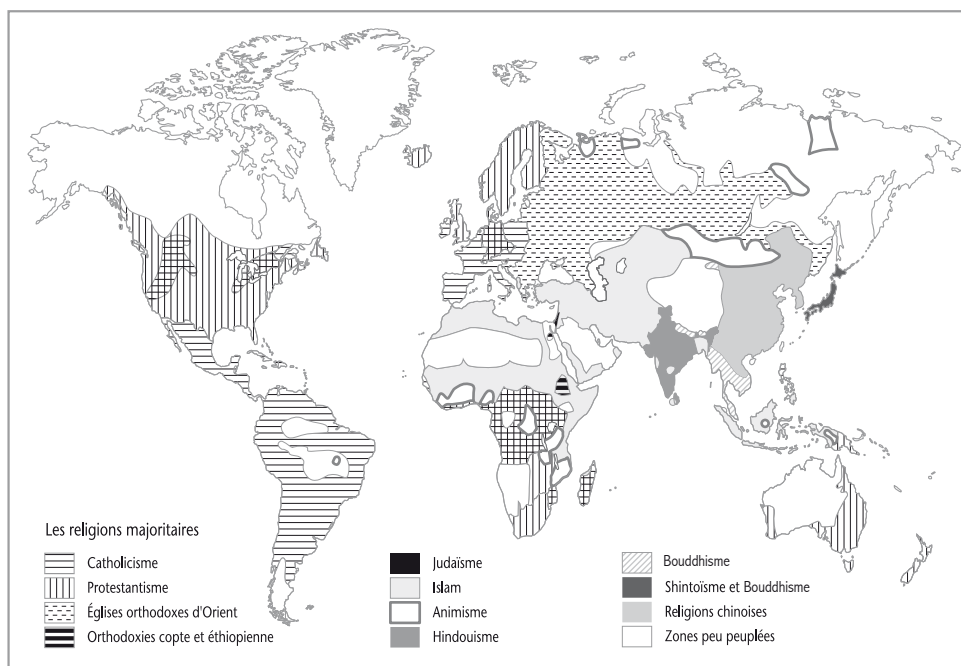 Les religions majoritaires
Catholicisme
Protestantisme
Églises orthodoxes d'Orient
Orthodoxies copte et éthiopienne
Judaïsme
Islam
Animisme
Hindouisme
Bouddhisme
Shintoïsme et Bouddhisme
Religions chinoises
Zones peu peuplées